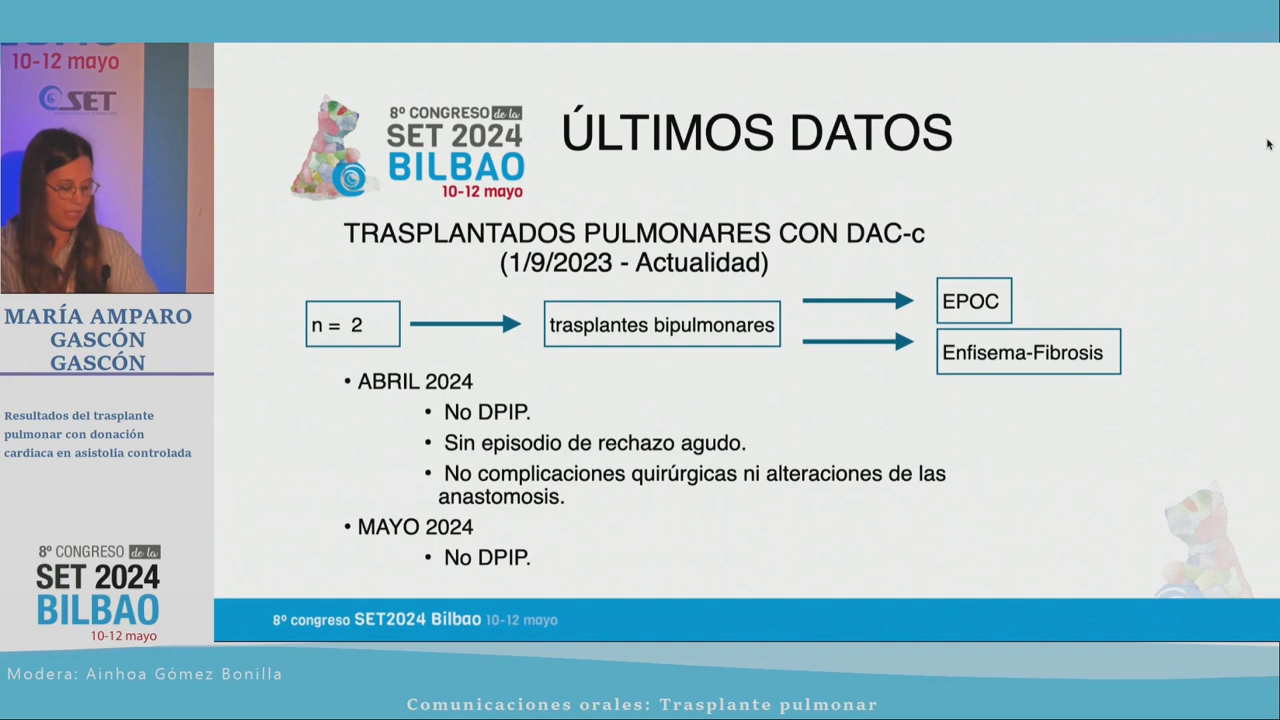 10-12 mayo
SET
MARÍA AMPARO
GASCÓN
GASCÓN
Resultados del trasplante
pulmonar con donación
cardiaca en asistolia controlada
8º CONGRESO de la
SET 2024
BILBAO
10-12 mayo
8º CONGRESO de la
SET 2024
BILBAO
10-12 mayo
ÚLTIMOS DATOS
TRASPLANTADOS PULMONARES CON DAC-c
(1/9/2023 - Actualidad)
n = 2
trasplantes bipulmonares
EPOC
Enfisema-Fibrosis
• ABRIL 2024
• No DPIP.
• Sin episodio de rechazo agudo.
• No complicaciones quirúrgicas ni alteraciones de las
anastomosis.
• MAYO 2024
• No DPIP.
8º congreso SET2024 Bilbao 10-12 mayo
Modera: Ainhoa Gómez Bonilla
Comunicaciones orales: Trasplante pulmonar